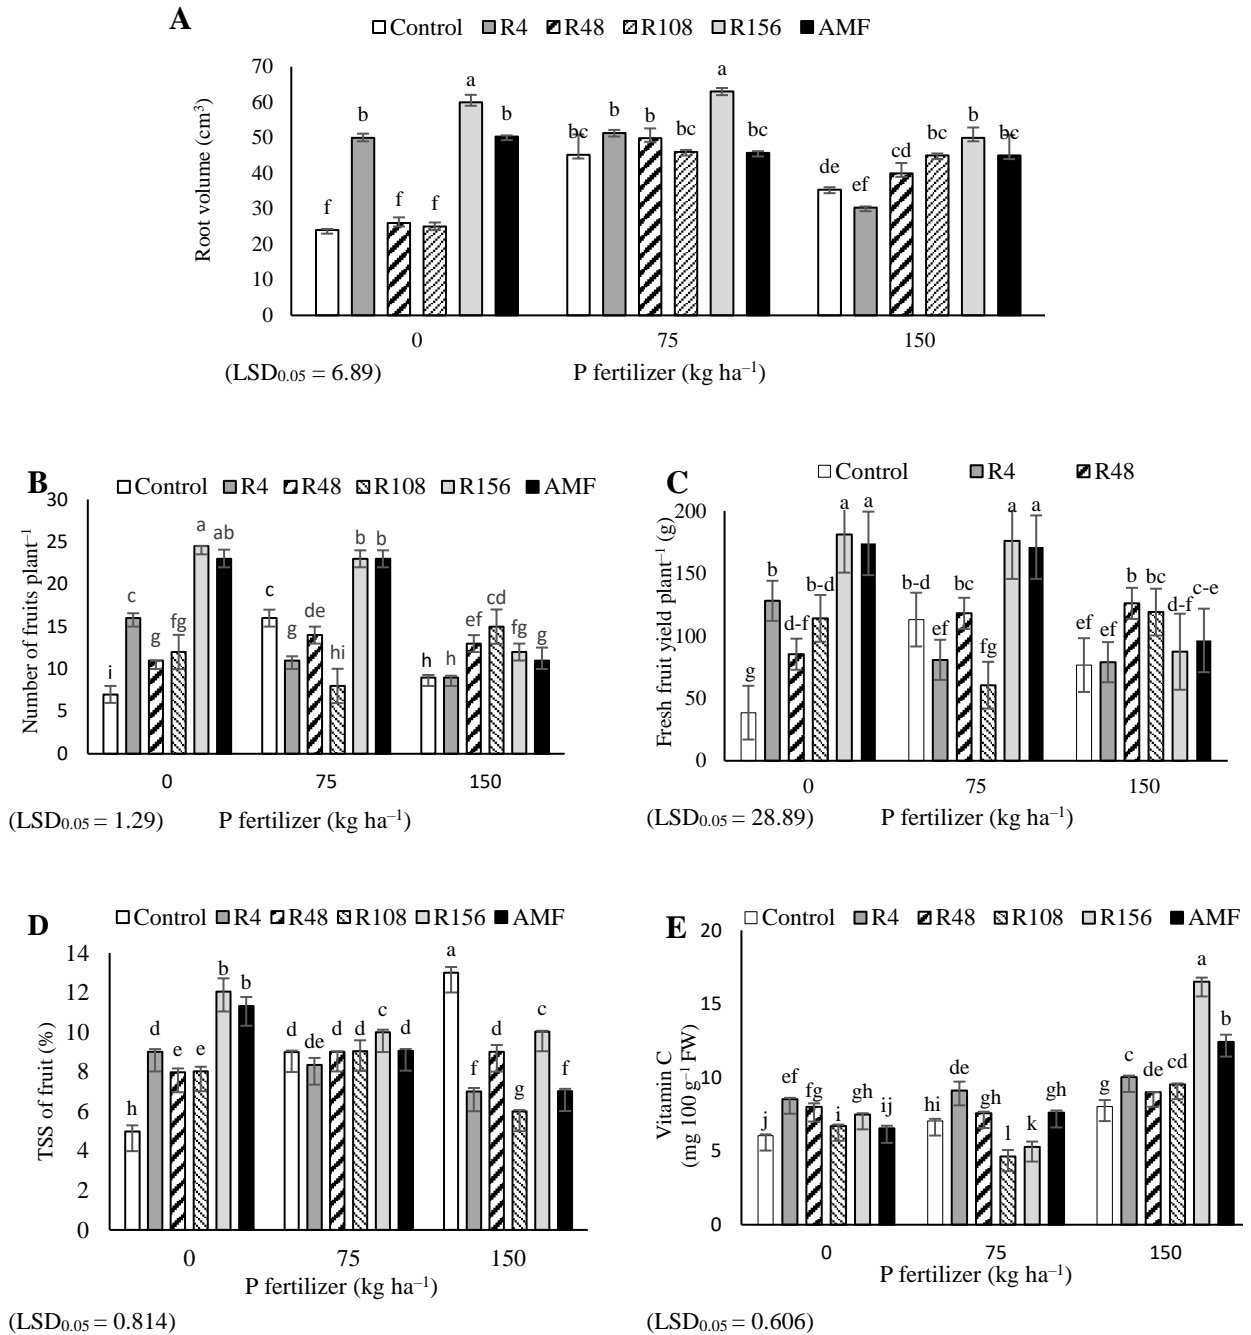 A
Control R4 R48 R108 R156 AMF
Root volume (cm³)
70
60
50
40
30
20
10
0
f b f f a b
bc b b bc a bc
de ef cd bc b bc
0 75 150
(LSD0.05 = 6.89) P fertilizer (kg ha⁻¹)
B
Control R4 R48 R108 R156 AMF
Number of fruits plant⁻¹
30
25
20
15
10
5
0
i c g fg a ab
c g de hi b b
h h ef cd fg g
0 75 150
(LSD0.05 = 1.29) P fertilizer (kg ha⁻¹)
C
Control R4 R48
Fresh fruit yield plant⁻¹ (g)
200
150
100
50
0
g b d-f b-d a a
b-d ef bc fg a a
ef ef b bc d-f c-e
0 75 150
(LSD0.05 = 28.89) P fertilizer (kg ha⁻¹)
D
Control R4 R48 R108 R156 AMF
TSS of fruit (%)
14
12
10
8
6
4
2
0
h d e e b b
d de d d c d
a f d g c f
0 75 150
P fertilizer (kg ha⁻¹)
(LSD0.05 = 0.814)
E
Control R4 R48 R108 R156 AMF
Vitamin C
(mg 100 g⁻¹ FW)
20
15
10
5
0
j ef fg i gh ij
hi de gh l k gh
g c de cd a b
0 75 150
P fertilizer (kg ha⁻¹)
(LSD0.05 = 0.606)